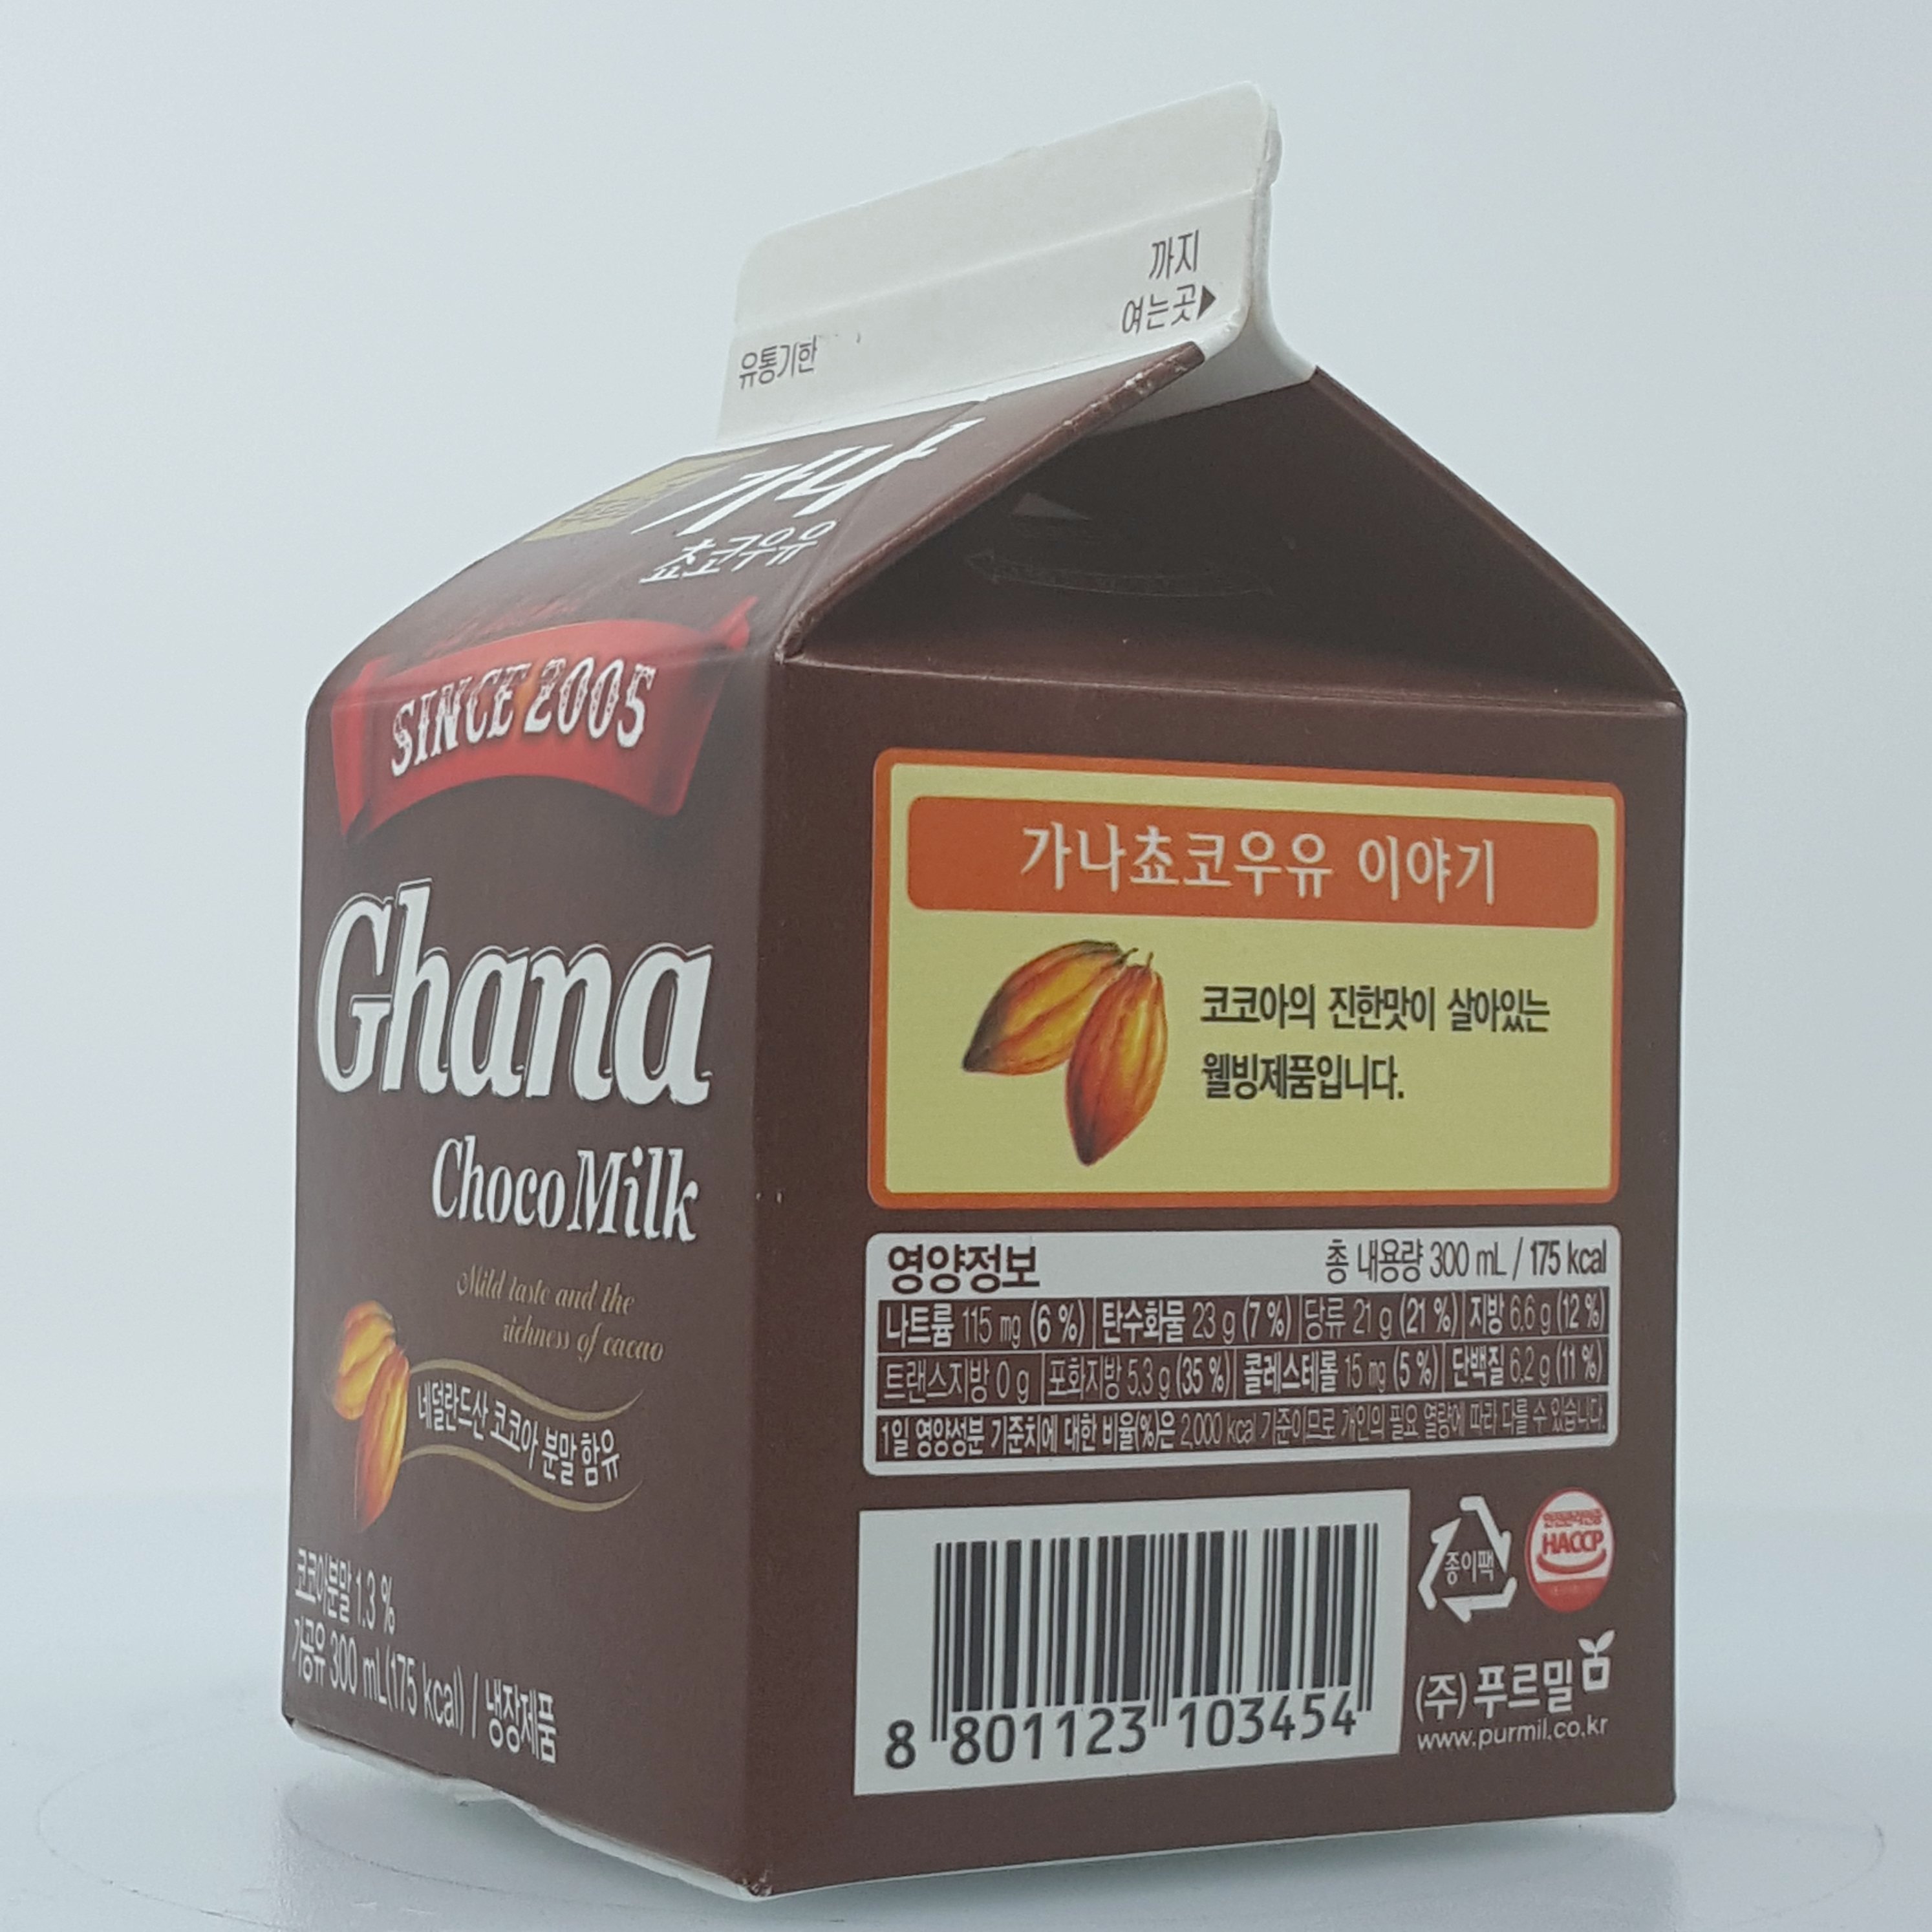 까지
여는곳▶
유통기한
가나
쵸코우유
SINCE 2005
Ghana
Choco Milk
Mild taste and the
richness of cacao
네덜란드산 코코아 분말 함유
코코아분말 1.3 %
가공유 300 mL(175 kcal) / 냉장제품
가나쵸코우유 이야기
코코아의 진한맛이 살아있는
웰빙제품입니다.
영양정보 총 내용량 300 mL / 175 kcal
나트륨 115 mg (6 %) 탄수화물 23 g (7 %) 당류 21 g (21 %) 지방 6.6 g (12 %)
트랜스지방 0 g 포화지방 5.3 g (35 %) 콜레스테롤 15 mg (5 %) 단백질 6.2 g (11 %)
1일 영양성분 기준치에 대한 비율(%)은 2,000 kcal 기준이므로 개인의 필요 열량에 따라 다를 수 있습니다.
8 801123 103454
종이팩
안전관리인증
HACCP
(주) 푸르밀
www.purmil.co.kr